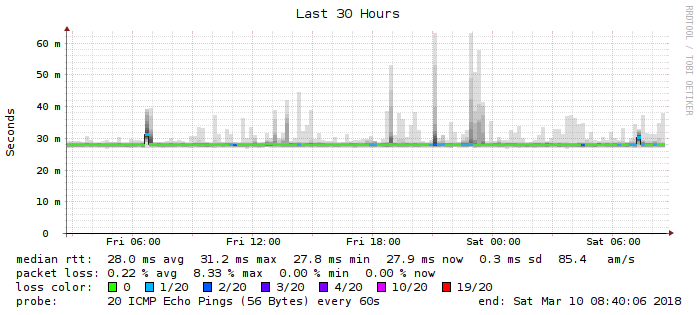 Last 30 Hours
RRDTOOL / TOBI OETIKER
Seconds
60 m
50 m
40 m
30 m
20 m
10 m
0
Fri 06:00 Fri 12:00 Fri 18:00 Sat 00:00 Sat 06:00
median rtt: 28.0 ms avg 31.2 ms max 27.8 ms min 27.9 ms now 0.3 ms sd 85.4 am/s
packet loss: 0.22 % avg 8.33 % max 0.00 % min 0.00 % now
loss color: 0 1/20 2/20 3/20 4/20 10/20 19/20
probe: 20 ICMP Echo Pings (56 Bytes) every 60s end: Sat Mar 10 08:40:06 2018